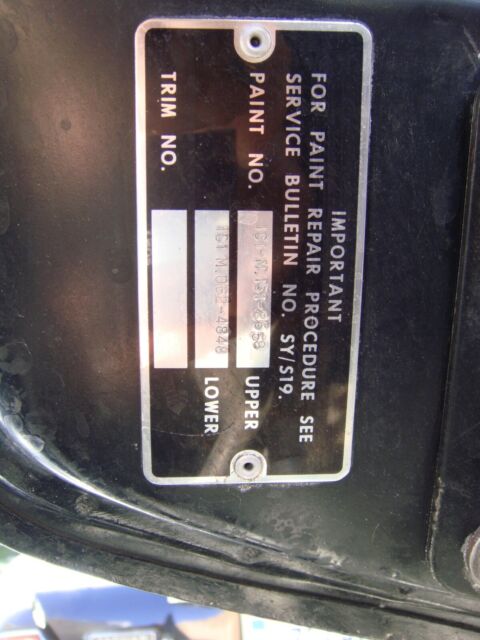 IMPORTANT
FOR PAINT REPAIR PROCEDURE SEE
SERVICE BULLETIN NO. SY/S19.
PAINT NO. UPPER
LOWER
TRIM NO.